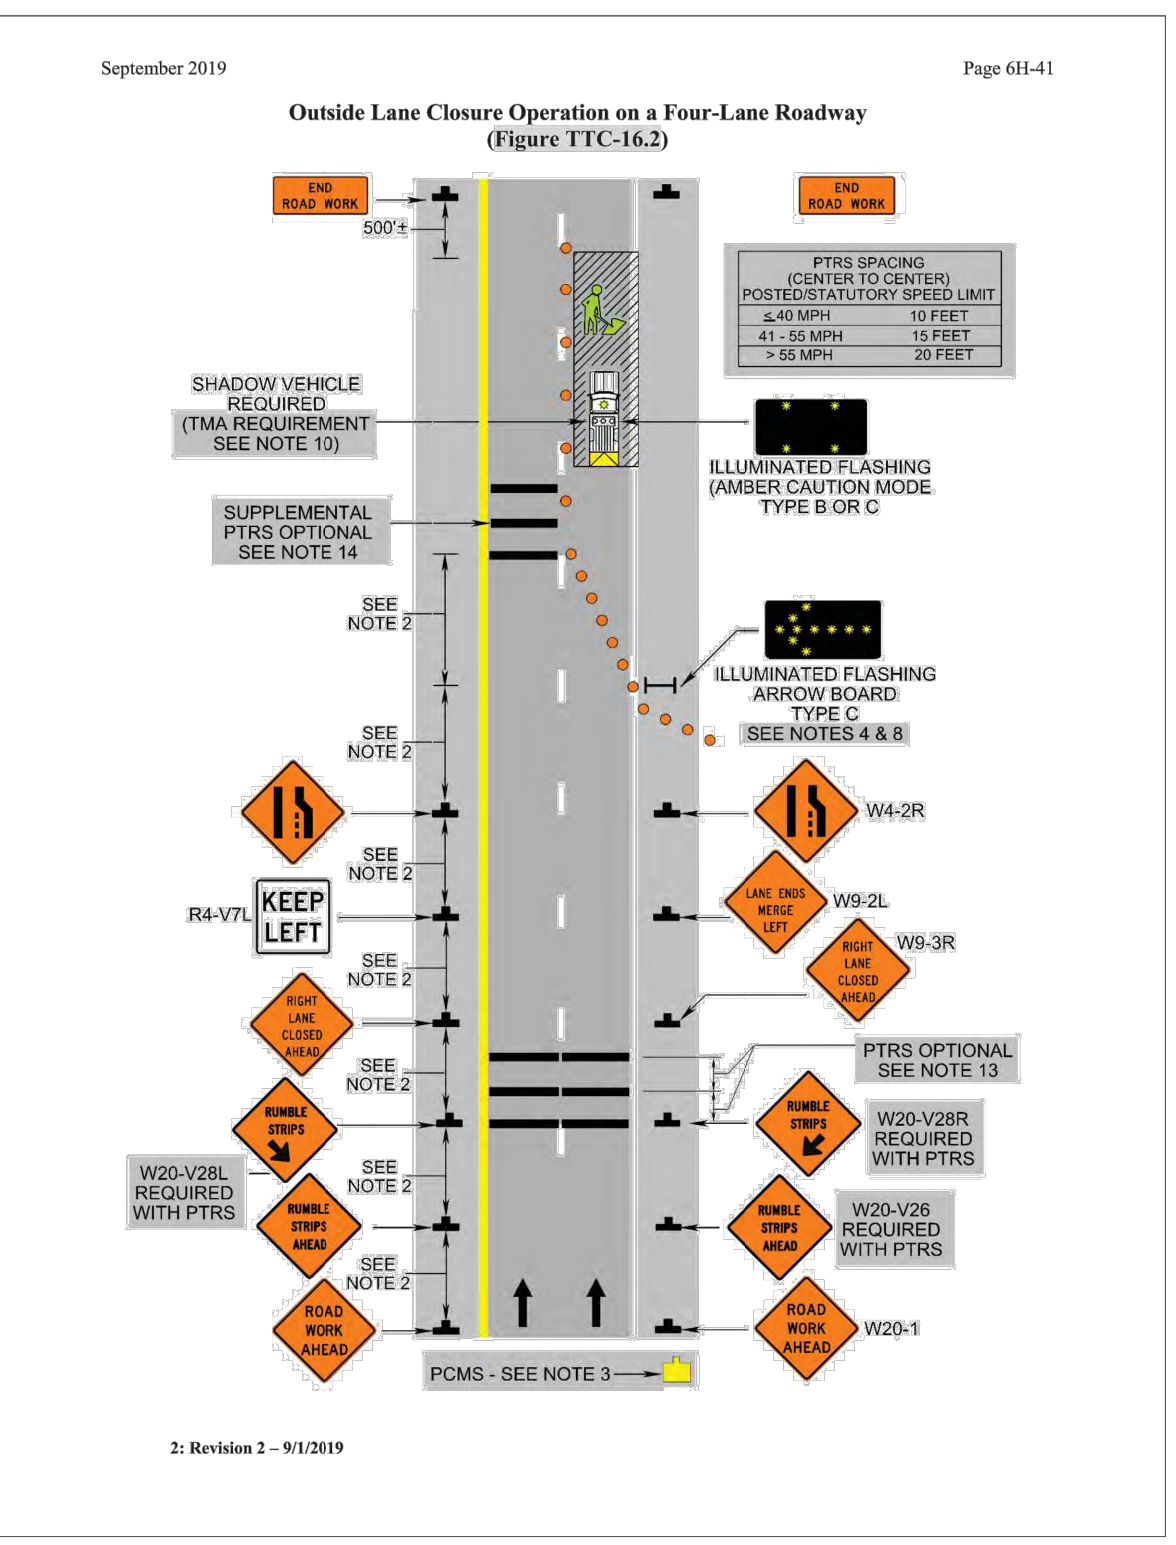 September 2019
Page 6H-41
Outside Lane Closure Operation on a Four-Lane Roadway
(Figure TTC-16.2)
END
ROAD WORK
500'±
END
ROAD WORK
PTRS SPACING
(CENTER TO CENTER)
POSTED/STATUTORY SPEED LIMIT
≤40 MPH 10 FEET
41 - 55 MPH 15 FEET
> 55 MPH 20 FEET
SHADOW VEHICLE
REQUIRED
(TMA REQUIREMENT
SEE NOTE 10)
ILLUMINATED FLASHING
(AMBER CAUTION MODE
TYPE B OR C
SUPPLEMENTAL
PTRS OPTIONAL
SEE NOTE 14
SEE
NOTE 2
ILLUMINATED FLASHING
ARROW BOARD
TYPE C
SEE NOTES 4 & 8
SEE
NOTE 2
W4-2R
SEE
NOTE 2
R4-V7L
KEEP
LEFT
LANE ENDS
MERGE
LEFT
W9-2L
SEE
NOTE 2
RIGHT
LANE
CLOSED
AHEAD
W9-3R
RIGHT
LANE
CLOSED
AHEAD
SEE
NOTE 2
PTRS OPTIONAL
SEE NOTE 13
RUMBLE
STRIPS
RUMBLE
STRIPS
W20-V28R
REQUIRED
WITH PTRS
W20-V28L
REQUIRED
WITH PTRS
SEE
NOTE 2
RUMBLE
STRIPS
AHEAD
RUMBLE
STRIPS
AHEAD
W20-V26
REQUIRED
WITH PTRS
SEE
NOTE 2
ROAD
WORK
AHEAD
ROAD
WORK
AHEAD
W20-1
PCMS - SEE NOTE 3
2: Revision 2 – 9/1/2019